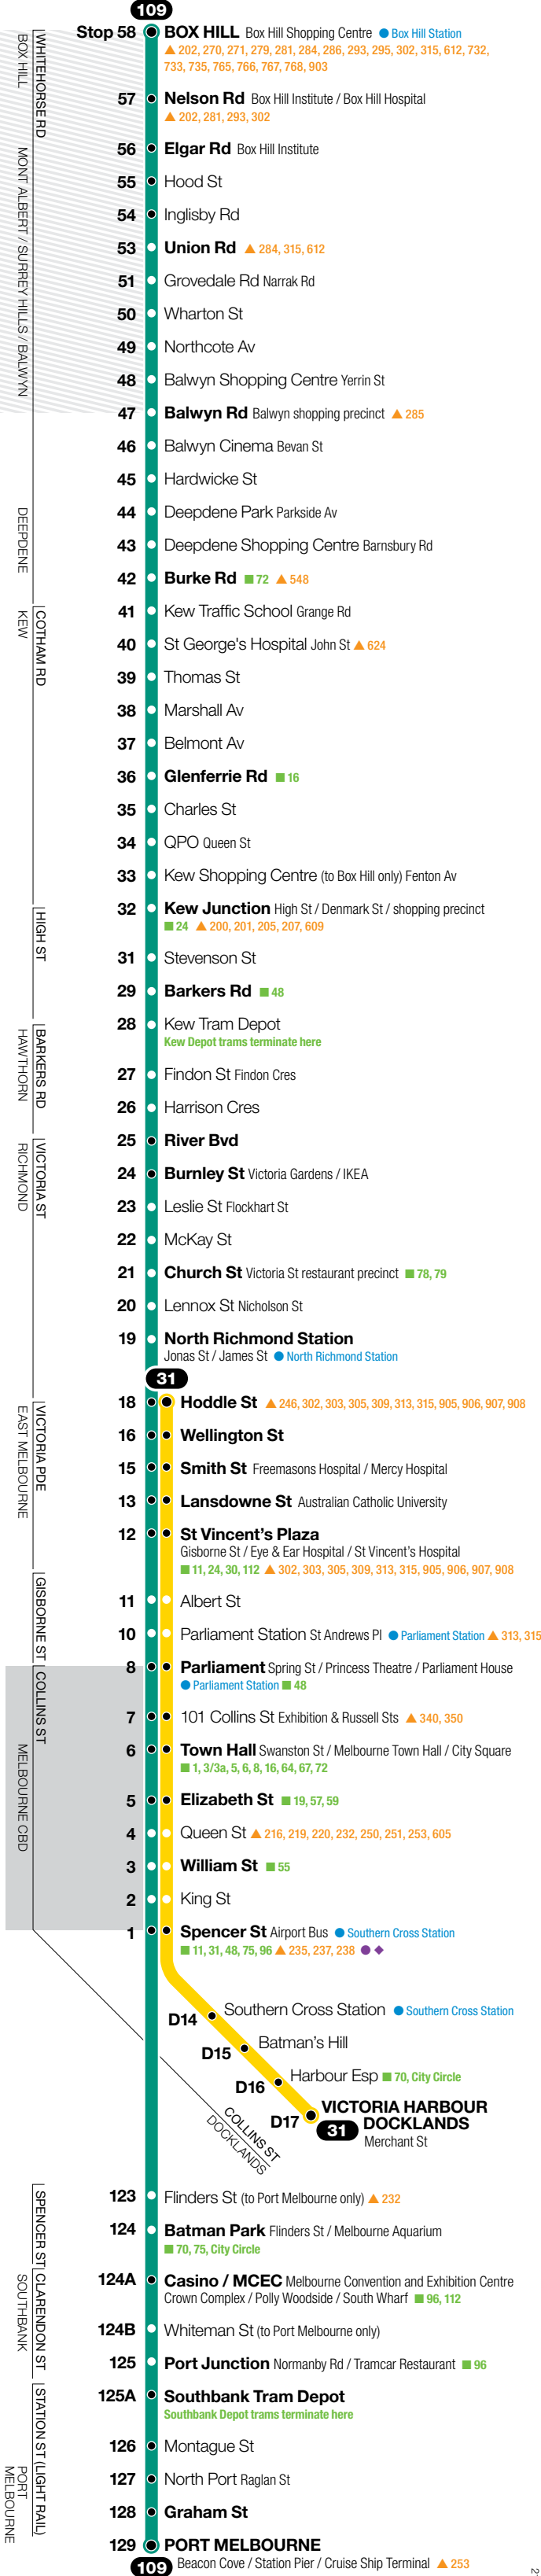 109
Stop 58 BOX HILL Box Hill Shopping Centre Box Hill Station
202, 270, 271, 279, 281, 284, 286, 293, 295, 302, 315, 612, 732,
733, 735, 765, 766, 767, 768, 903
57 Nelson Rd Box Hill Institute / Box Hill Hospital
202, 281, 293, 302
56 Elgar Rd Box Hill Institute
55 Hood St
54 Inglisby Rd
53 Union Rd 284, 315, 612
51 Grovedale Rd Narrak Rd
50 Wharton St
49 Northcote Av
48 Balwyn Shopping Centre Yerrin St
47 Balwyn Rd Balwyn shopping precinct 285
46 Balwyn Cinema Bevan St
45 Hardwicke St
44 Deepdene Park Parkside Av
43 Deepdene Shopping Centre Barnsbury Rd
42 Burke Rd 72 548
41 Kew Traffic School Grange Rd
40 St George's Hospital John St 624
39 Thomas St
38 Marshall Av
37 Belmont Av
36 Glenferrie Rd 16
35 Charles St
34 QPO Queen St
33 Kew Shopping Centre (to Box Hill only) Fenton Av
32 Kew Junction High St / Denmark St / shopping precinct
24 200, 201, 205, 207, 609
31 Stevenson St
29 Barkers Rd 48
28 Kew Tram Depot
Kew Depot trams terminate here
27 Findon St Findon Cres
26 Harrison Cres
25 River Bvd
24 Burnley St Victoria Gardens / IKEA
23 Leslie St Flockhart St
22 McKay St
21 Church St Victoria St restaurant precinct 78, 79
20 Lennox St Nicholson St
19 North Richmond Station
Jonas St / James St North Richmond Station
31
18 Hoddle St 246, 302, 303, 305, 309, 313, 315, 905, 906, 907, 908
16 Wellington St
15 Smith St Freemasons Hospital / Mercy Hospital
13 Lansdowne St Australian Catholic University
12 St Vincent's Plaza
Gisborne St / Eye & Ear Hospital / St Vincent's Hospital
11, 24, 30, 112 302, 303, 305, 309, 313, 315, 905, 906, 907, 908
11 Albert St
10 Parliament Station St Andrews Pl Parliament Station 313, 315
8 Parliament Spring St / Princess Theatre / Parliament House
Parliament Station 48
7 101 Collins St Exhibition & Russell Sts 340, 350
6 Town Hall Swanston St / Melbourne Town Hall / City Square
1, 3/3a, 5, 6, 8, 16, 64, 67, 72
5 Elizabeth St 19, 57, 59
4 Queen St 216, 219, 220, 232, 250, 251, 253, 605
3 William St 55
2 King St
1 Spencer St Airport Bus Southern Cross Station
11, 31, 48, 75, 96 235, 237, 238
D14 Southern Cross Station Southern Cross Station
D15 Batman's Hill
D16 Harbour Esp 70, City Circle
D17 VICTORIA HARBOUR
31 DOCKLANDS
Merchant St
COLLINS ST
DOCKLANDS
123 Flinders St (to Port Melbourne only) 232
124 Batman Park Flinders St / Melbourne Aquarium
70, 75, City Circle
124A Casino / MCEC Melbourne Convention and Exhibition Centre
Crown Complex / Polly Woodside / South Wharf 96, 112
124B Whiteman St (to Port Melbourne only)
125 Port Junction Normanby Rd / Tramcar Restaurant 96
125A Southbank Tram Depot
Southbank Depot trams terminate here
126 Montague St
127 North Port Raglan St
128 Graham St
129 PORT MELBOURNE
109 Beacon Cove / Station Pier / Cruise Ship Terminal 253
WHITEHORSE RD
BOX HILL
MONT ALBERT / SURREY HILLS / BALWYN
DEEPDENE
COTHAM RD
KEW
HIGH ST
BARKERS RD
HAWTHORN
VICTORIA ST
RICHMOND
VICTORIA PDE
EAST MELBOURNE
GISBORNE ST
COLLINS ST
MELBOURNE CBD
SPENCER ST
CLARENDON ST
SOUTHBANK
STATION ST (LIGHT RAIL)
PORT
MELBOURNE